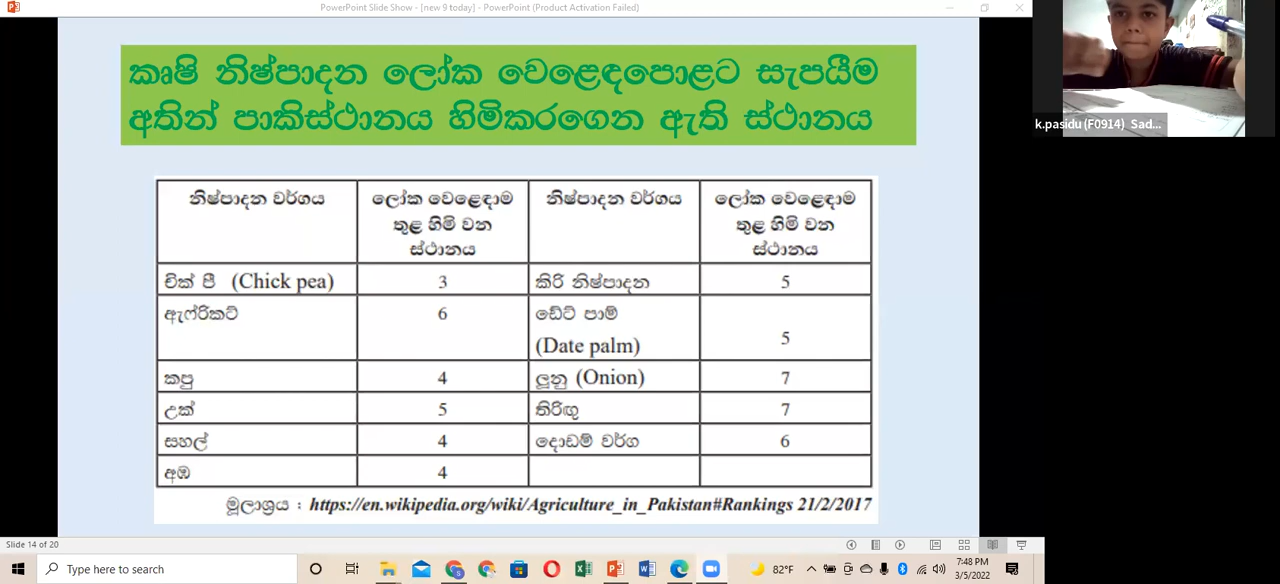 PowerPoint Slide Show - [new 9 today] - PowerPoint (Product Activation Failed)
කෘෂි නිෂ්පාදන ලෝක වෙළෙඳපොළට සැපයීම
අතින් පාකිස්ථානය හිමිකරගෙන ඇති ස්ථානය
k.pasidu (F0914) Sad...
නිෂ්පාදන වර්ගය ලෝක වෙළෙඳාම තුළ හිමි වන ස්ථානය නිෂ්පාදන වර්ගය ලෝක වෙළෙඳාම තුළ හිමි වන ස්ථානය
චික් පී (Chick pea) 3 කිරි නිෂ්පාදන 5
ඇෆ්රිකට් 6 ඩේට් පාම් (Date palm) 5
කපු 4 ලූනු (Onion) 7
උක් 5 තිරිඟු 7
සහල් 4 දොඩම් වර්ග 6
අඹ 4
මූලාශ්‍රය : https://en.wikipedia.org/wiki/Agriculture_in_Pakistan#Rankings 21/2/2017
Slide 14 of 20
Type here to search
82°F
7:48 PM
3/5/2022